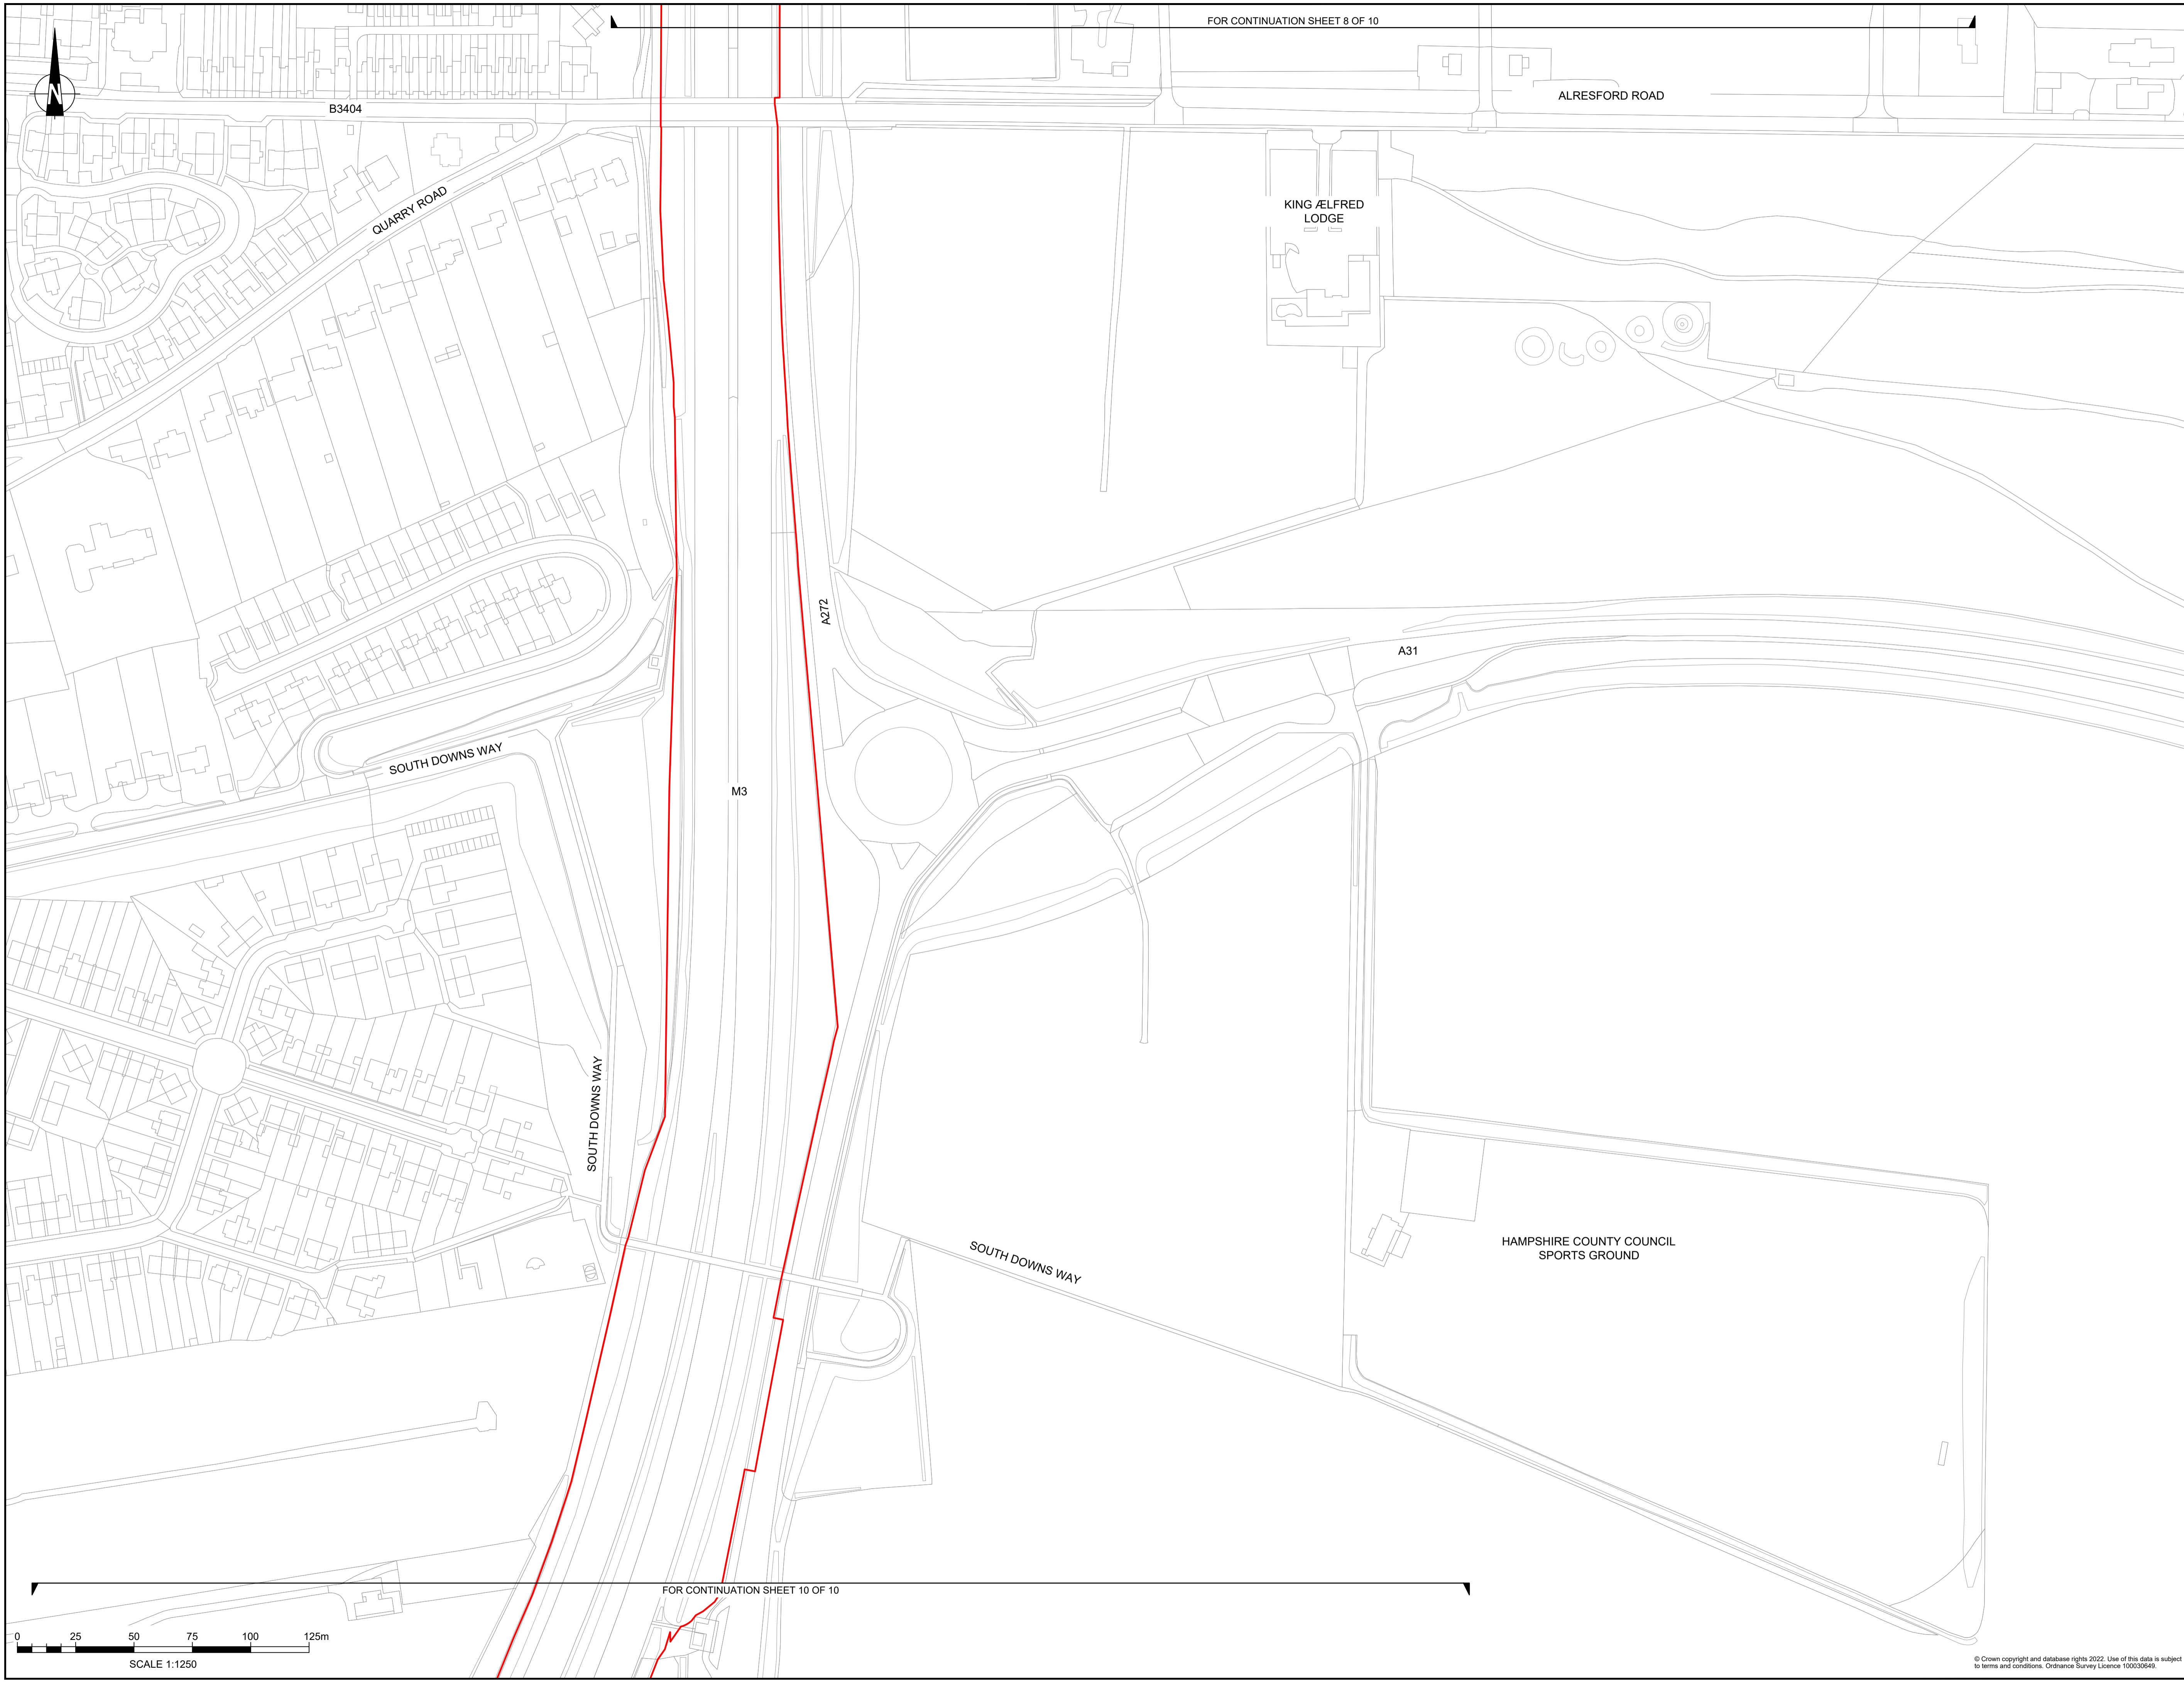 FOR CONTINUATION SHEET 8 OF 10
N
B3404
ALRESFORD ROAD
QUARRY ROAD
KING ÆLFRED
LODGE
A272
A31
SOUTH DOWNS WAY
M3
SOUTH DOWNS WAY
SOUTH DOWNS WAY
HAMPSHIRE COUNTY COUNCIL
SPORTS GROUND
FOR CONTINUATION SHEET 10 OF 10
0 25 50 75 100 125m
SCALE 1:1250
© Crown copyright and database rights 2022. Use of this data is subject
to terms and conditions. Ordnance Survey Licence 100030649.